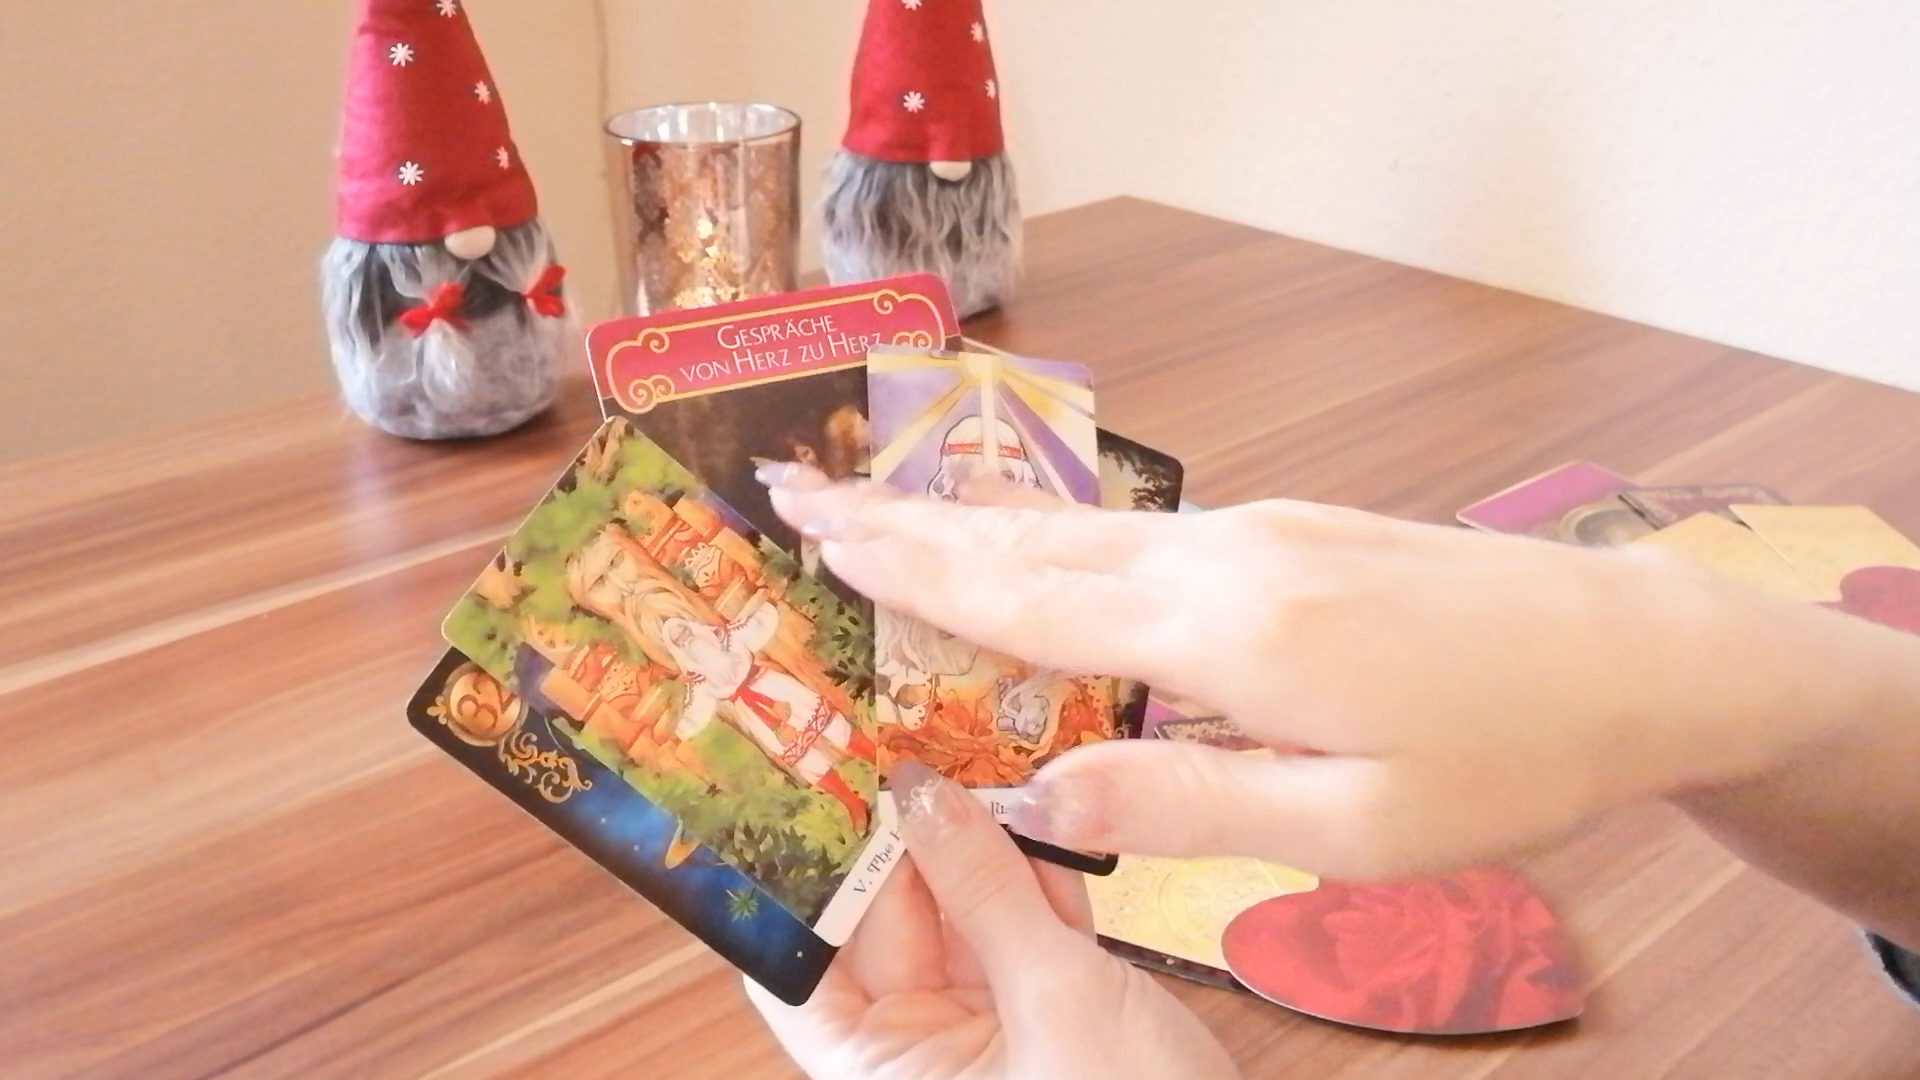 GESPRÄCHE
VON HERZ ZU HERZ
32
V. The